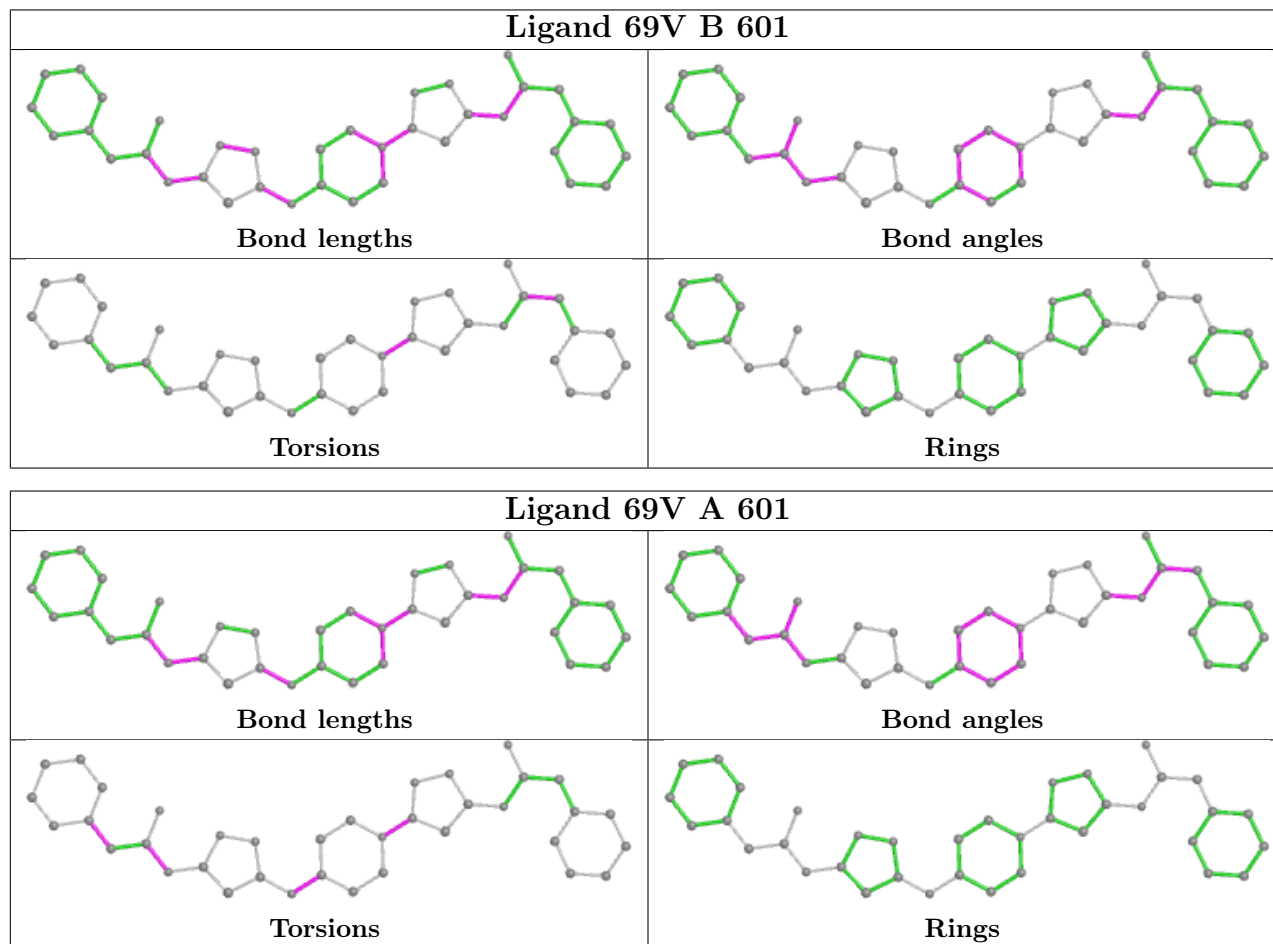 Ligand 69V B 601
Bond lengths
Bond angles
Torsions
Rings
Ligand 69V A 601
Bond lengths
Bond angles
Torsions
Rings